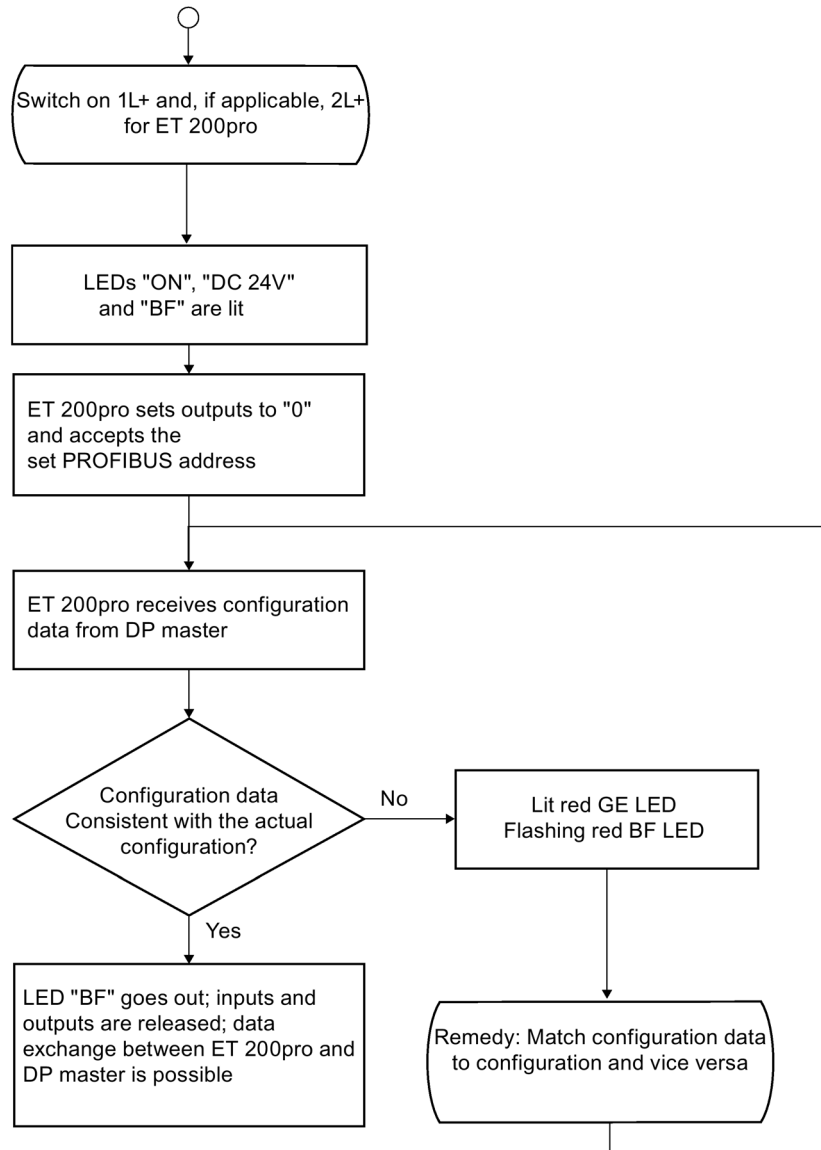 Switch on 1L+ and, if applicable, 2L+
for ET 200pro
LEDs "ON", "DC 24V"
and "BF" are lit
ET 200pro sets outputs to "0"
and accepts the
set PROFIBUS address
ET 200pro receives configuration
data from DP master
Configuration data
Consistent with the actual
configuration?
No
Lit red GE LED
Flashing red BF LED
Yes
LED "BF" goes out; inputs and
outputs are released; data
exchange between ET 200pro and
DP master is possible
Remedy: Match configuration data
to configuration and vice versa